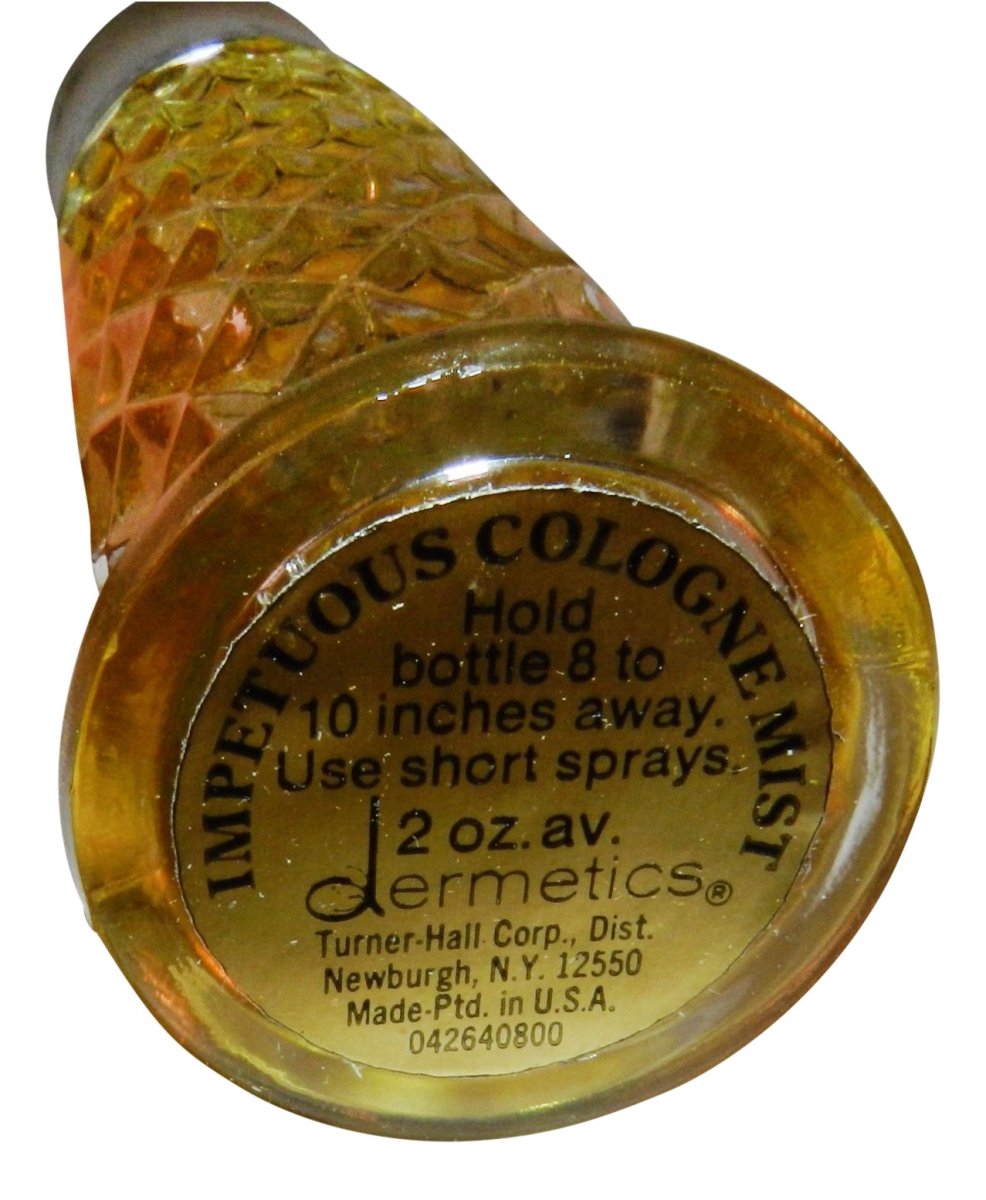 IMPETUOUS COLOGNE MIST
Hold
bottle 8 to
10 inches away.
Use short sprays.
2 oz. av.
dermetics®
Turner-Hall Corp., Dist.
Newburgh, N.Y. 12550
Made-Ptd. in U.S.A.
042640800